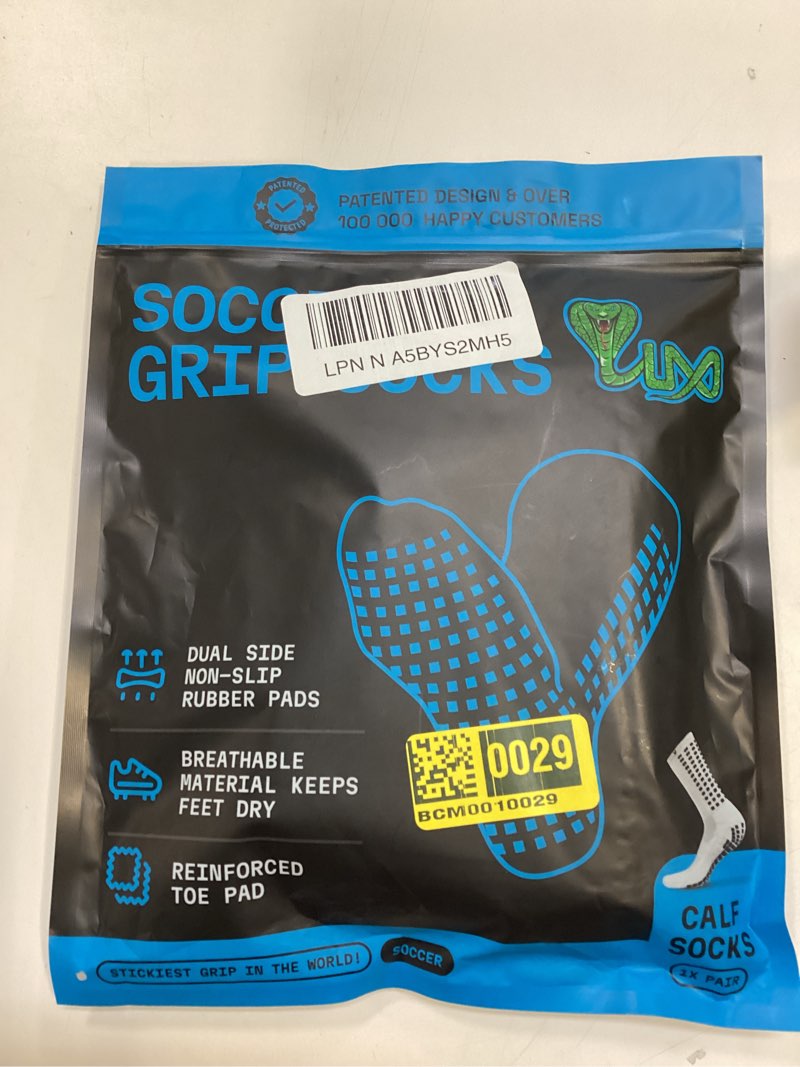 PATENTED
PROTECTED
PATENTED DESIGN & OVER
100 000 HAPPY CUSTOMERS
SOCC
GRIP SOCKS
LPN N A5BYS2MH5
LUX
DUAL SIDE
NON-SLIP
RUBBER PADS
BREATHABLE
MATERIAL KEEPS
FEET DRY
REINFORCED
TOE PAD
0029
BCM0010029
CALF
SOCKS
1X PAIR
STICKIEST GRIP IN THE WORLD!
SOCCER